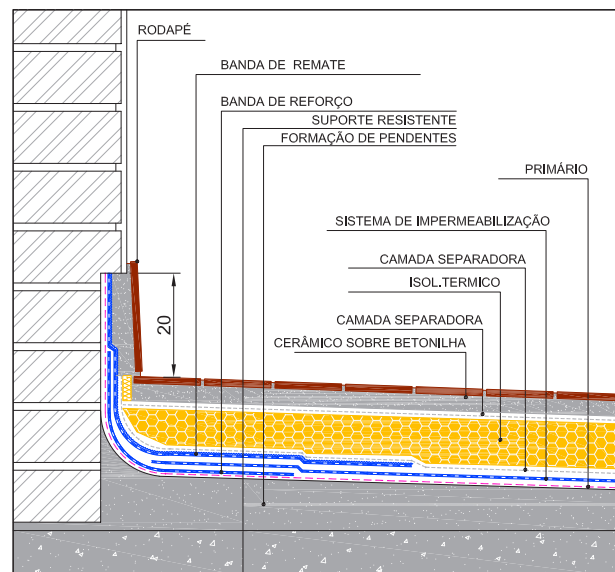 RODAPÉ
BANDA DE REMATE
BANDA DE REFORÇO
SUPORTE RESISTENTE
FORMAÇÃO DE PENDENTES
PRIMÁRIO
SISTEMA DE IMPERMEABILIZAÇÃO
CAMADA SEPARADORA
ISOL.TERMICO
CAMADA SEPARADORA
CERÂMICO SOBRE BETONILHA
20